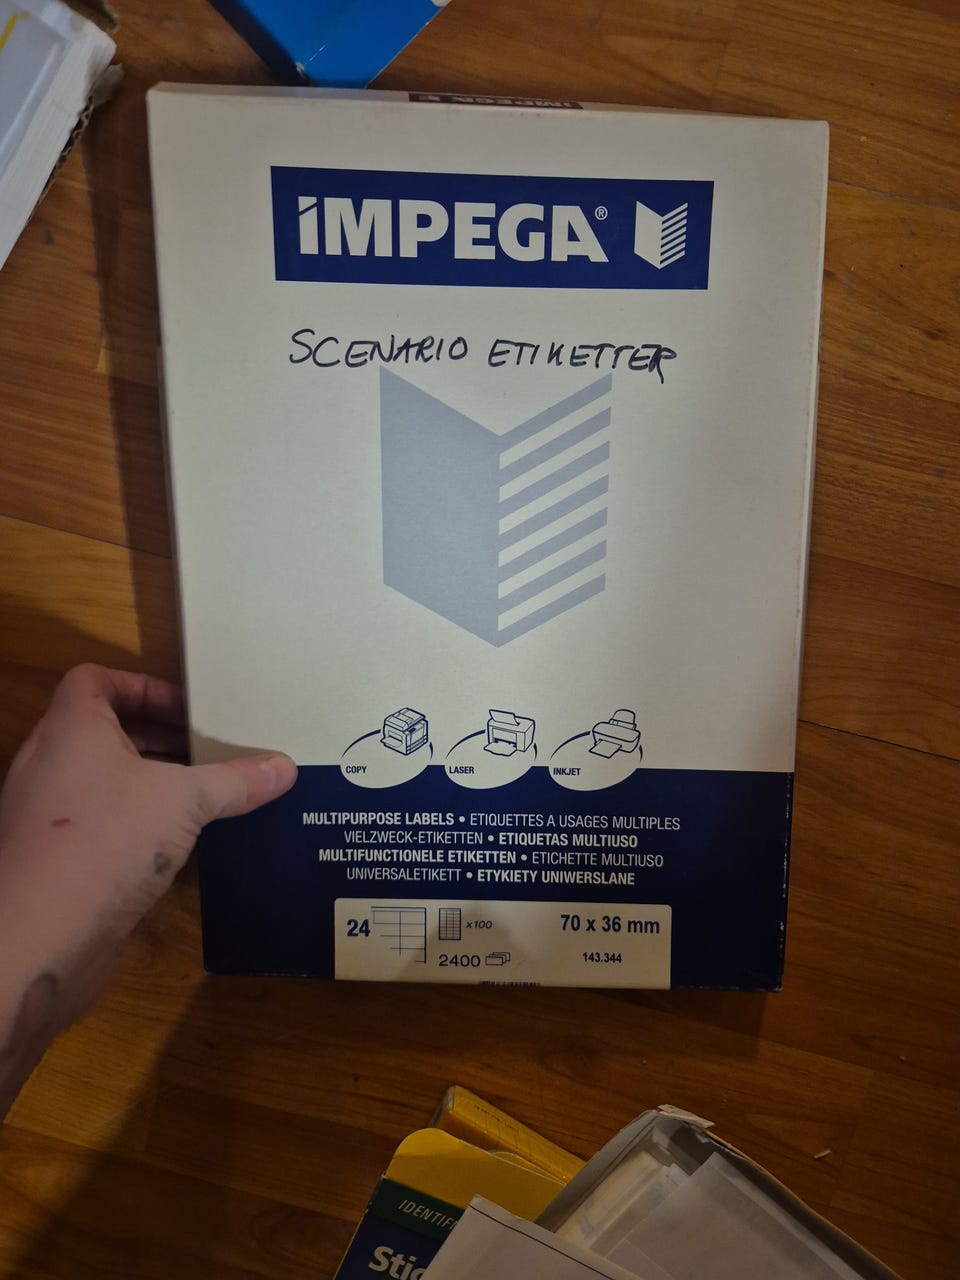 IMPEGA
iMPEGA®
SCENARIO ETIKETTER
COPY
LASER
INKJET
MULTIPURPOSE LABELS • ETIQUETTES A USAGES MULTIPLES
VIELZWECK-ETIKETTEN • ETIQUETAS MULTIUSO
MULTIFUNCTIONELE ETIKETTEN • ETICHETTE MULTIUSO
UNIVERSALETIKETT • ETYKIETY UNIWERSLANE
24
x100
70 x 36 mm
2400
143.344